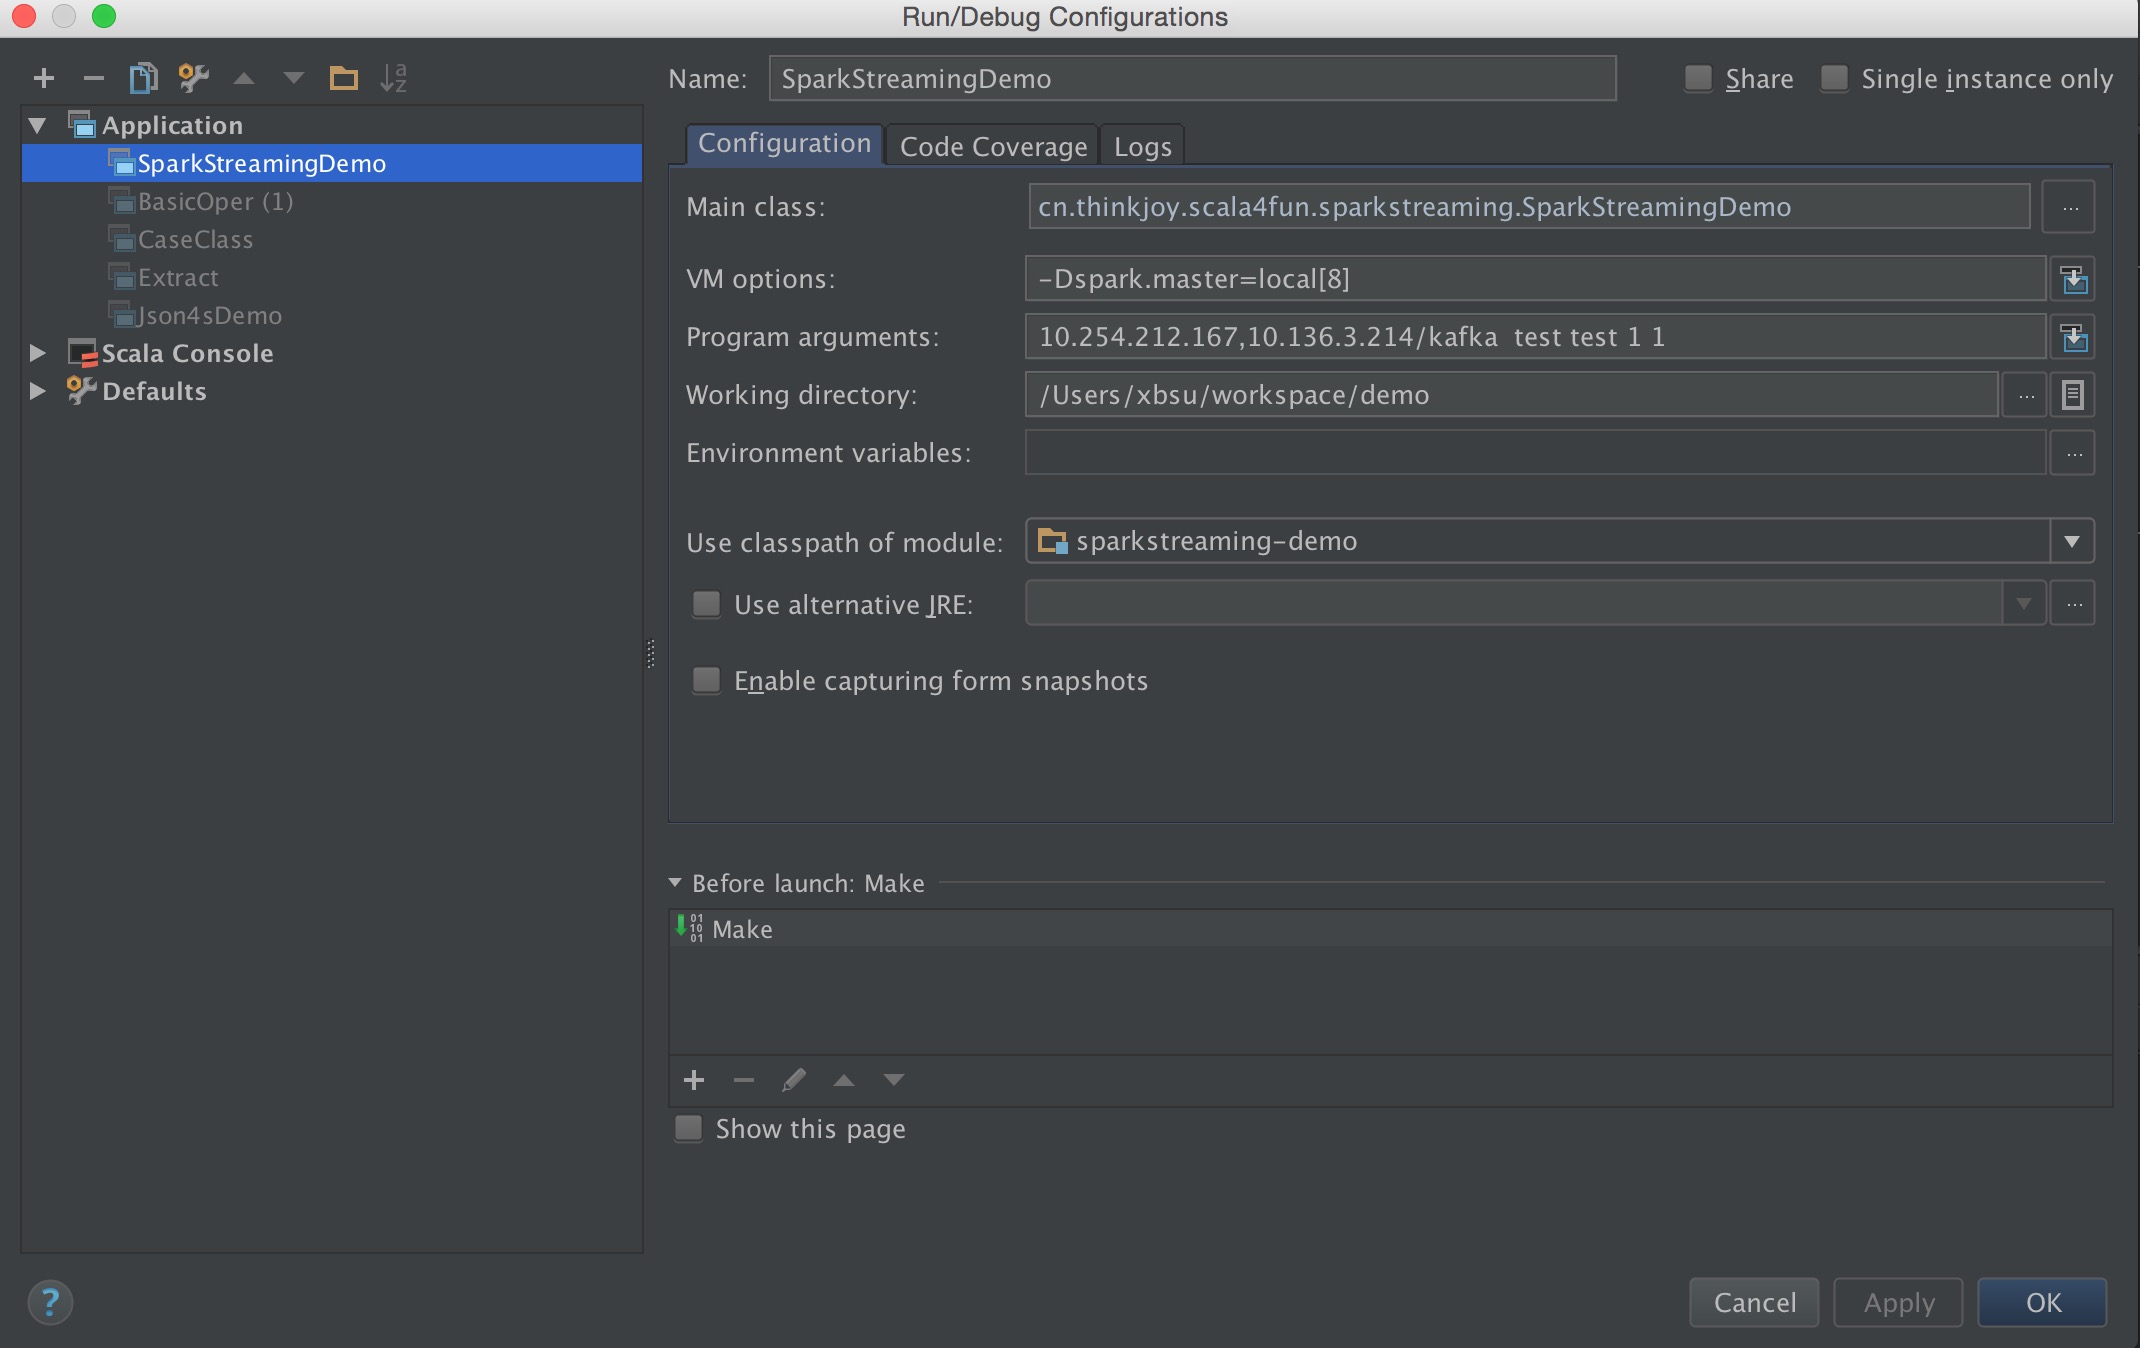 Run/Debug Configurations
Name: SparkStreamingDemo Share Single instance only
Application
SparkStreamingDemo
BasicOper (1)
CaseClass
Extract
Json4sDemo
Scala Console
Defaults
Configuration Code Coverage Logs
Main class: cn.thinkjoy.scala4fun.sparkstreaming.SparkStreamingDemo ...
VM options: -Dspark.master=local[8]
Program arguments: 10.254.212.167,10.136.3.214/kafka  test test 1 1
Working directory: /Users/xbsu/workspace/demo ...
Environment variables: ...
Use classpath of module: sparkstreaming-demo
Use alternative JRE: ...
Enable capturing form snapshots
Before launch: Make
Make
Show this page
? Cancel Apply OK